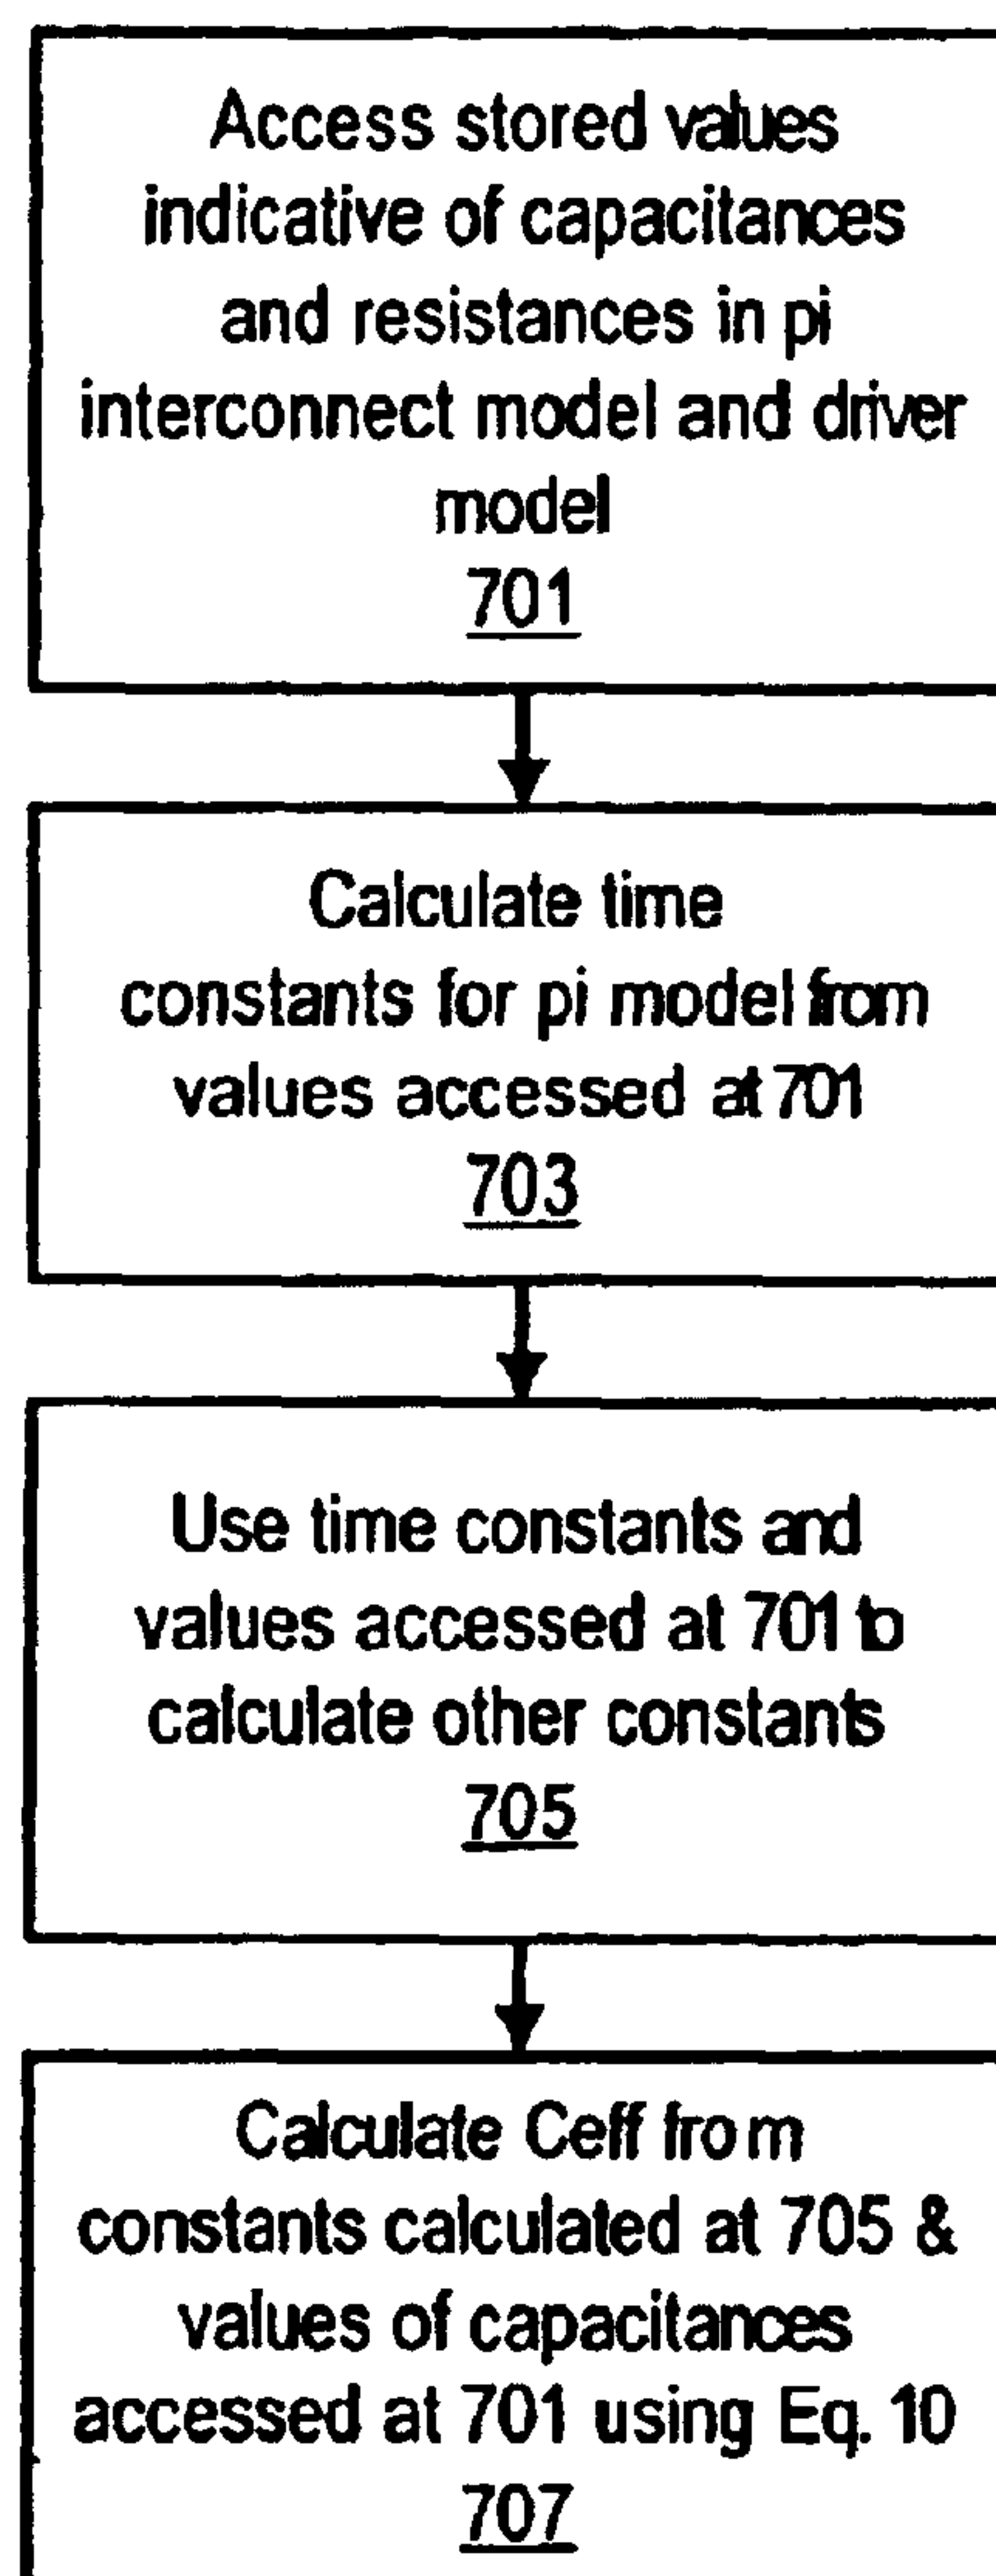 Access stored values
indicative of capacitances
and resistances in pi
interconnect model and driver
model
701
Calculate time
constants for pi model from
values accessed at 701
703
Use time constants and
values accessed at 701 to
calculate other constants
705
Calculate Ceff from
constants calculated at 705 &
values of capacitances
accessed at 701 using Eq. 10
707